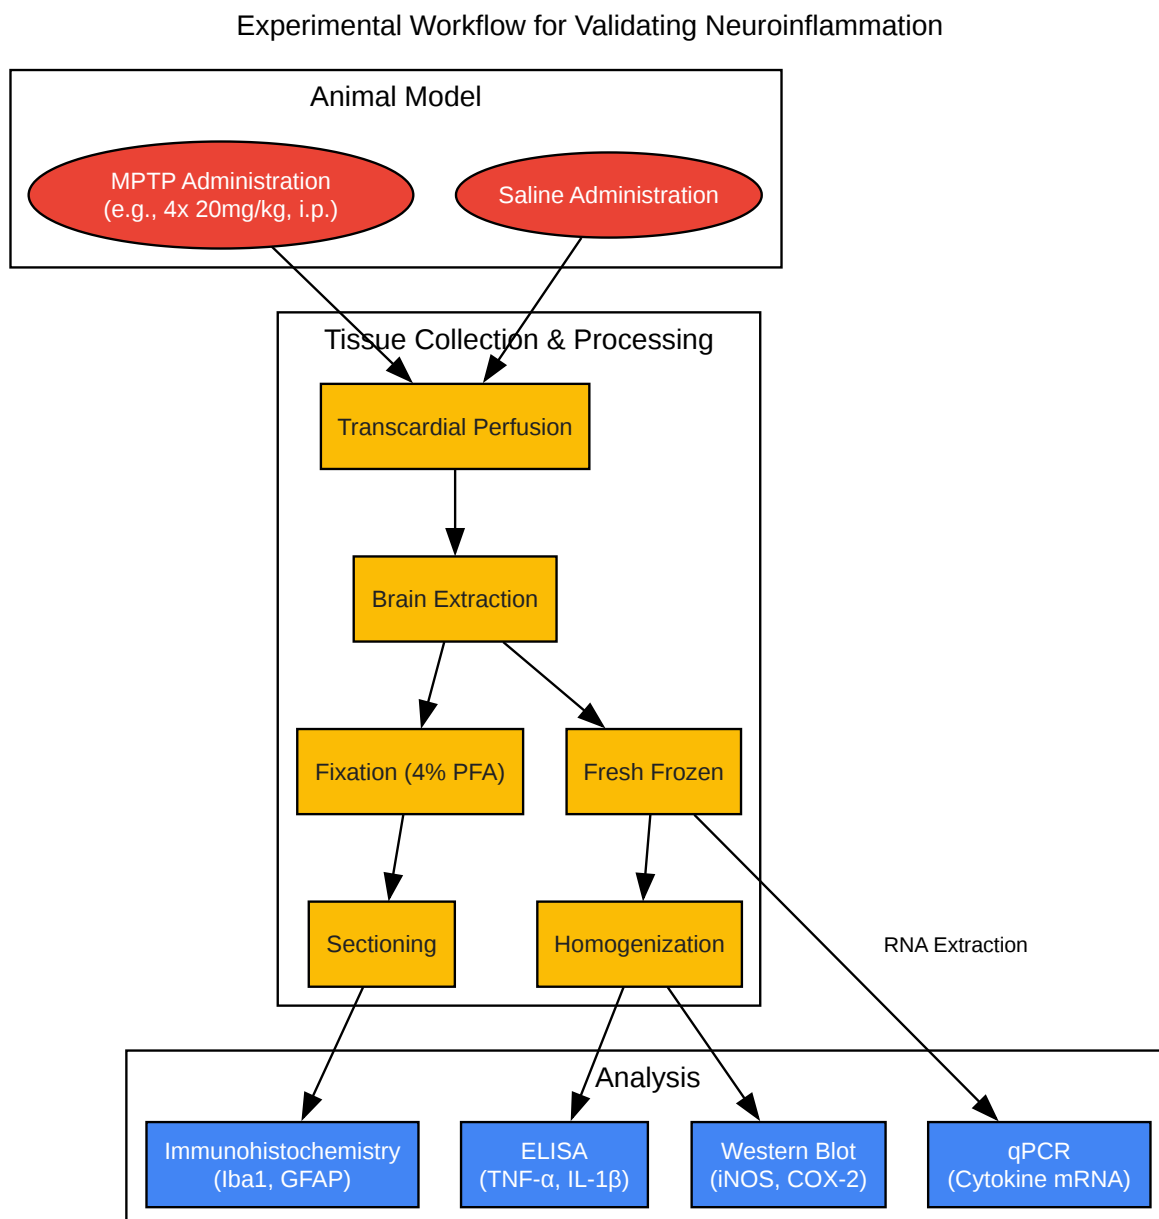 Experimental Workflow for Validating Neuroinflammation
Animal Model
MPTP Administration
(e.g., 4x 20mg/kg, i.p.)
Saline Administration
Tissue Collection & Processing
Transcardial Perfusion
Brain Extraction
Fixation (4% PFA)
Fresh Frozen
Sectioning
Homogenization
RNA Extraction
Analysis
Immunohistochemistry
(Iba1, GFAP)
ELISA
(TNF-α, IL-1β)
Western Blot
(iNOS, COX-2)
qPCR
(Cytokine mRNA)